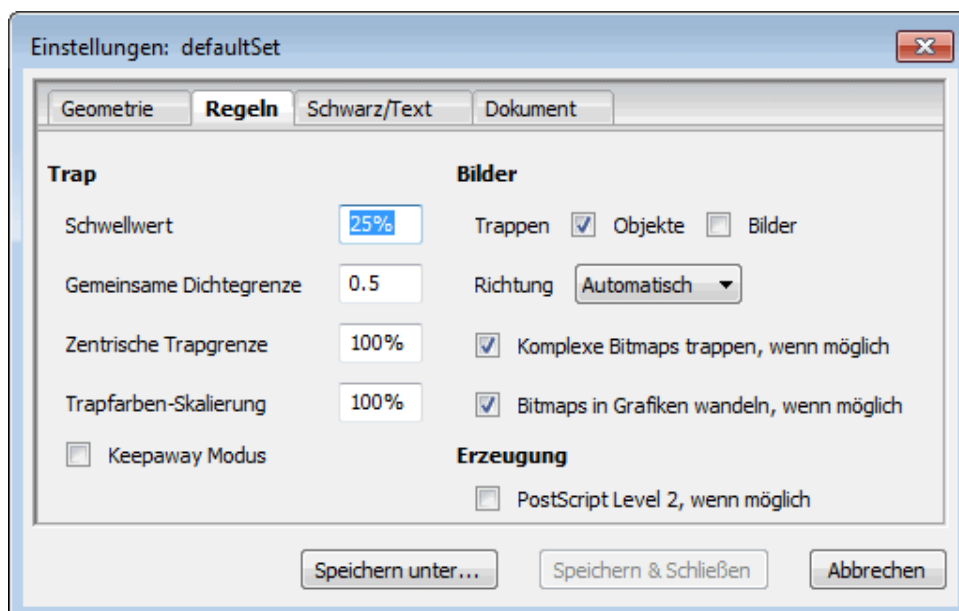 Einstellungen: defaultSet
Geometrie Regeln Schwarz/Text Dokument
Trap
Schwellwert 25%
Gemeinsame Dichtegrenze 0.5
Zentrische Trapgrenze 100%
Trapfarben-Skalierung 100%
Keepaway Modus
Bilder
Trappen Objekte Bilder
Richtung Automatisch
Komplexe Bitmaps trappen, wenn möglich
Bitmaps in Grafiken wandeln, wenn möglich
Erzeugung
PostScript Level 2, wenn möglich
Speichern unter... Speichern & Schließen Abbrechen